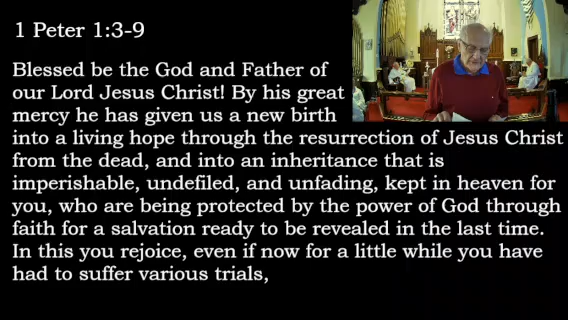 1 Peter 1:3-9
Blessed be the God and Father of
our Lord Jesus Christ! By his great
mercy he has given us a new birth
into a living hope through the resurrection of Jesus Christ
from the dead, and into an inheritance that is
imperishable, undefiled, and unfading, kept in heaven for
you, who are being protected by the power of God through
faith for a salvation ready to be revealed in the last time.
In this you rejoice, even if now for a little while you have
had to suffer various trials,